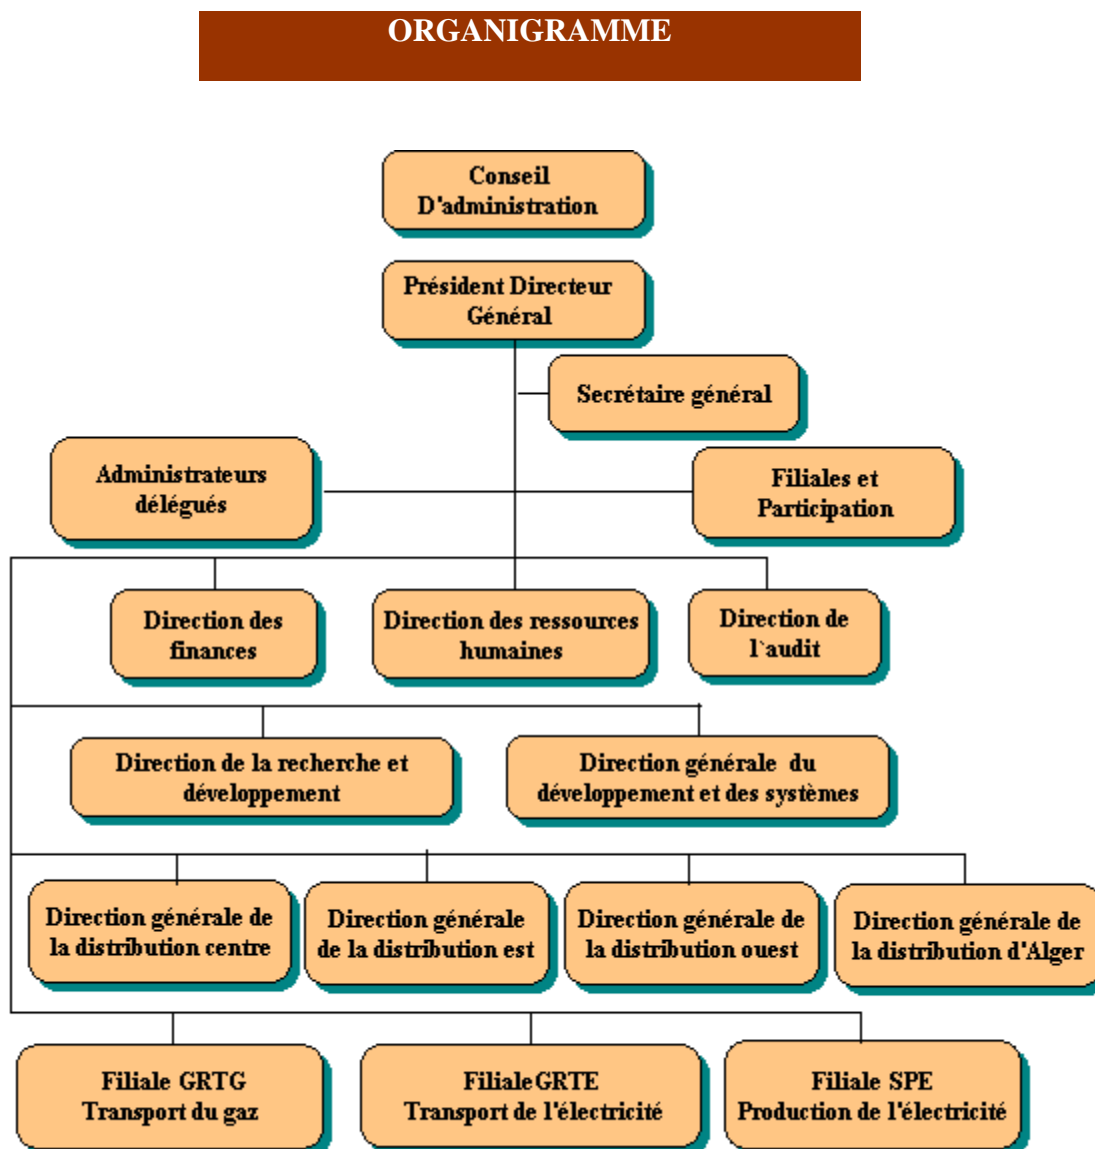 ORGANIGRAMME
Conseil
D'administration
Président Directeur
Général
Secrétaire général
Administrateurs
délégués
Filiales et
Participation
Direction des
finances
Direction des ressources
humaines
Direction de
l`audit
Direction de la recherche et
développement
Direction générale du
développement et des systèmes
Direction générale de
la distribution centre
Direction générale
de la distribution est
Direction générale de
la distribution ouest
Direction générale de
la distribution d'Alger
Filiale GRTG
Transport du gaz
FilialeGRTE
Transport de l'électricité
Filiale SPE
Production de l'électricité